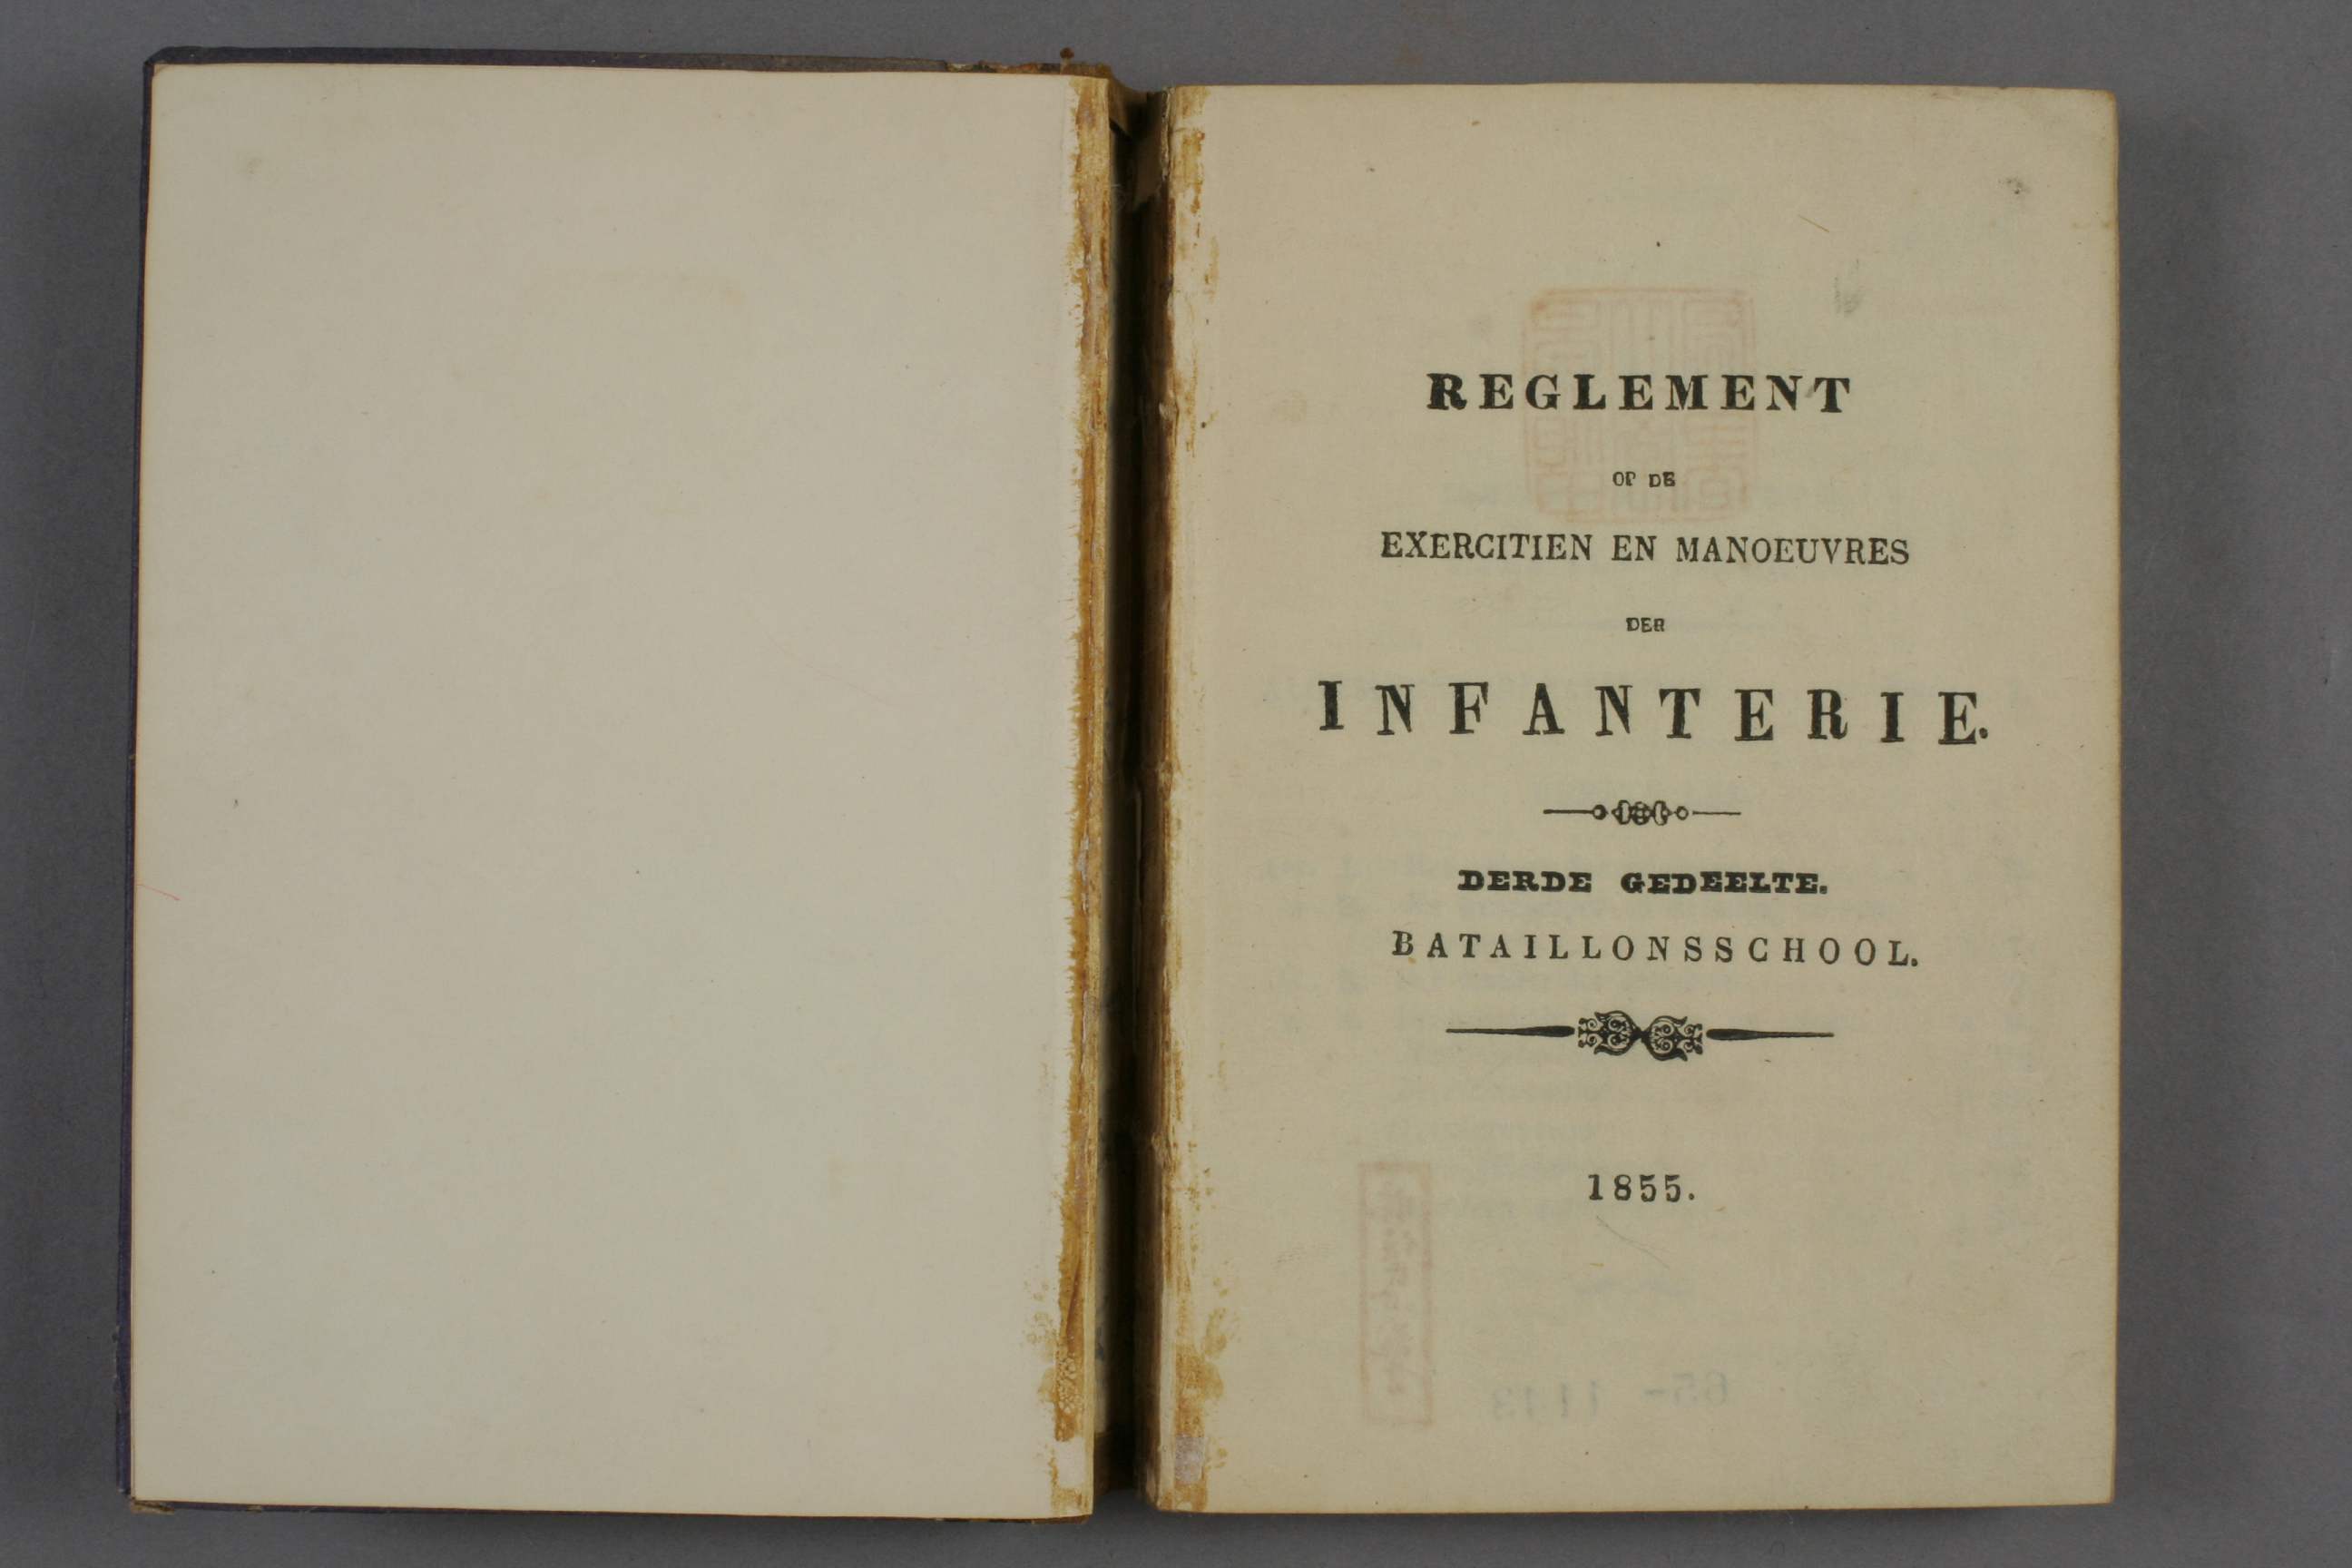 REGLEMENT
OP DE
EXERCITIEN EN MANOEUVRES
DER
INFANTERIE.
DERDE GEDEELTE.
BATAILLONSSCHOOL.
1855.